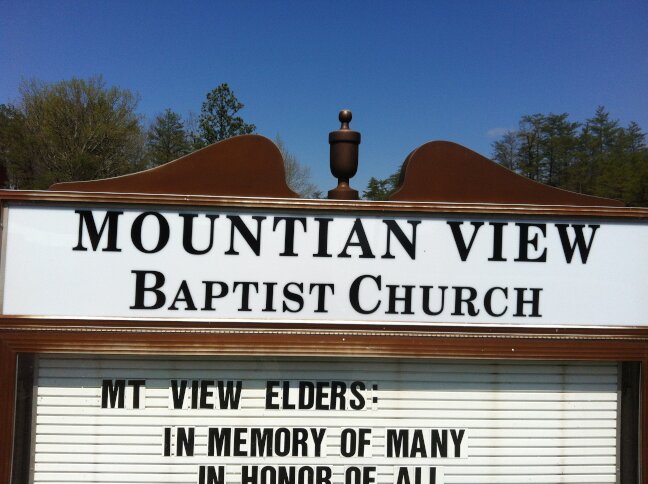 MOUNTIAN VIEW
BAPTIST CHURCH
MT VIEW ELDERS:
IN MEMORY OF MANY
IN HONOR OF ALL